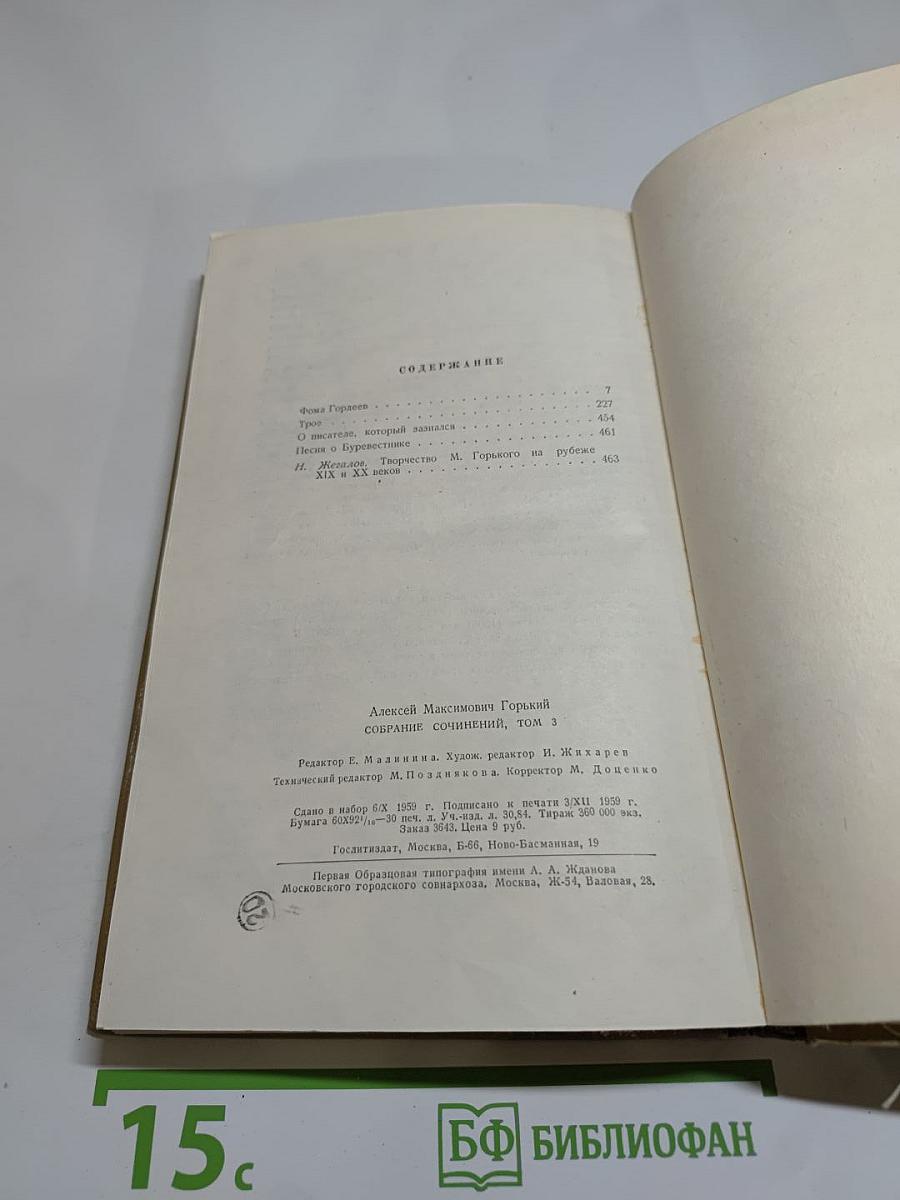 СОДЕРЖАНИЕ
Фома Гордеев . . . . . . . . . . . . . . . . . . . . 7
Трое . . . . . . . . . . . . . . . . . . . . . . . . 227
О писателе, который зазнался . . . . . . . . . . . . 454
Песня о Буревестнике . . . . . . . . . . . . . . . . 461
Н. Жегалов. Творчество М. Горького на рубеже
XIX и XX веков . . . . . . . . . . . . . . . . . . 463
Алексей Максимович Горький
СОБРАНИЕ СОЧИНЕНИЙ, ТОМ 3
Редактор Е. Малинина. Худож. редактор И. Жихарев
Технический редактор М. Позднякова. Корректор М. Доценко
Сдано в набор 6/X 1959 г. Подписано к печати 3/XII 1959 г.
Бумага 60X92¹/₁₆—30 печ. л. Уч.-изд. л. 30,84. Тираж 360 000 экз.
Заказ 3643. Цена 9 руб.
Гослитиздат, Москва, Б-66, Ново-Басманная, 19
Первая Образцовая типография имени А. А. Жданова
Московского городского совнархоза. Москва, Ж-54, Валовая, 28.
15 с
БФ БИБЛИОФАН